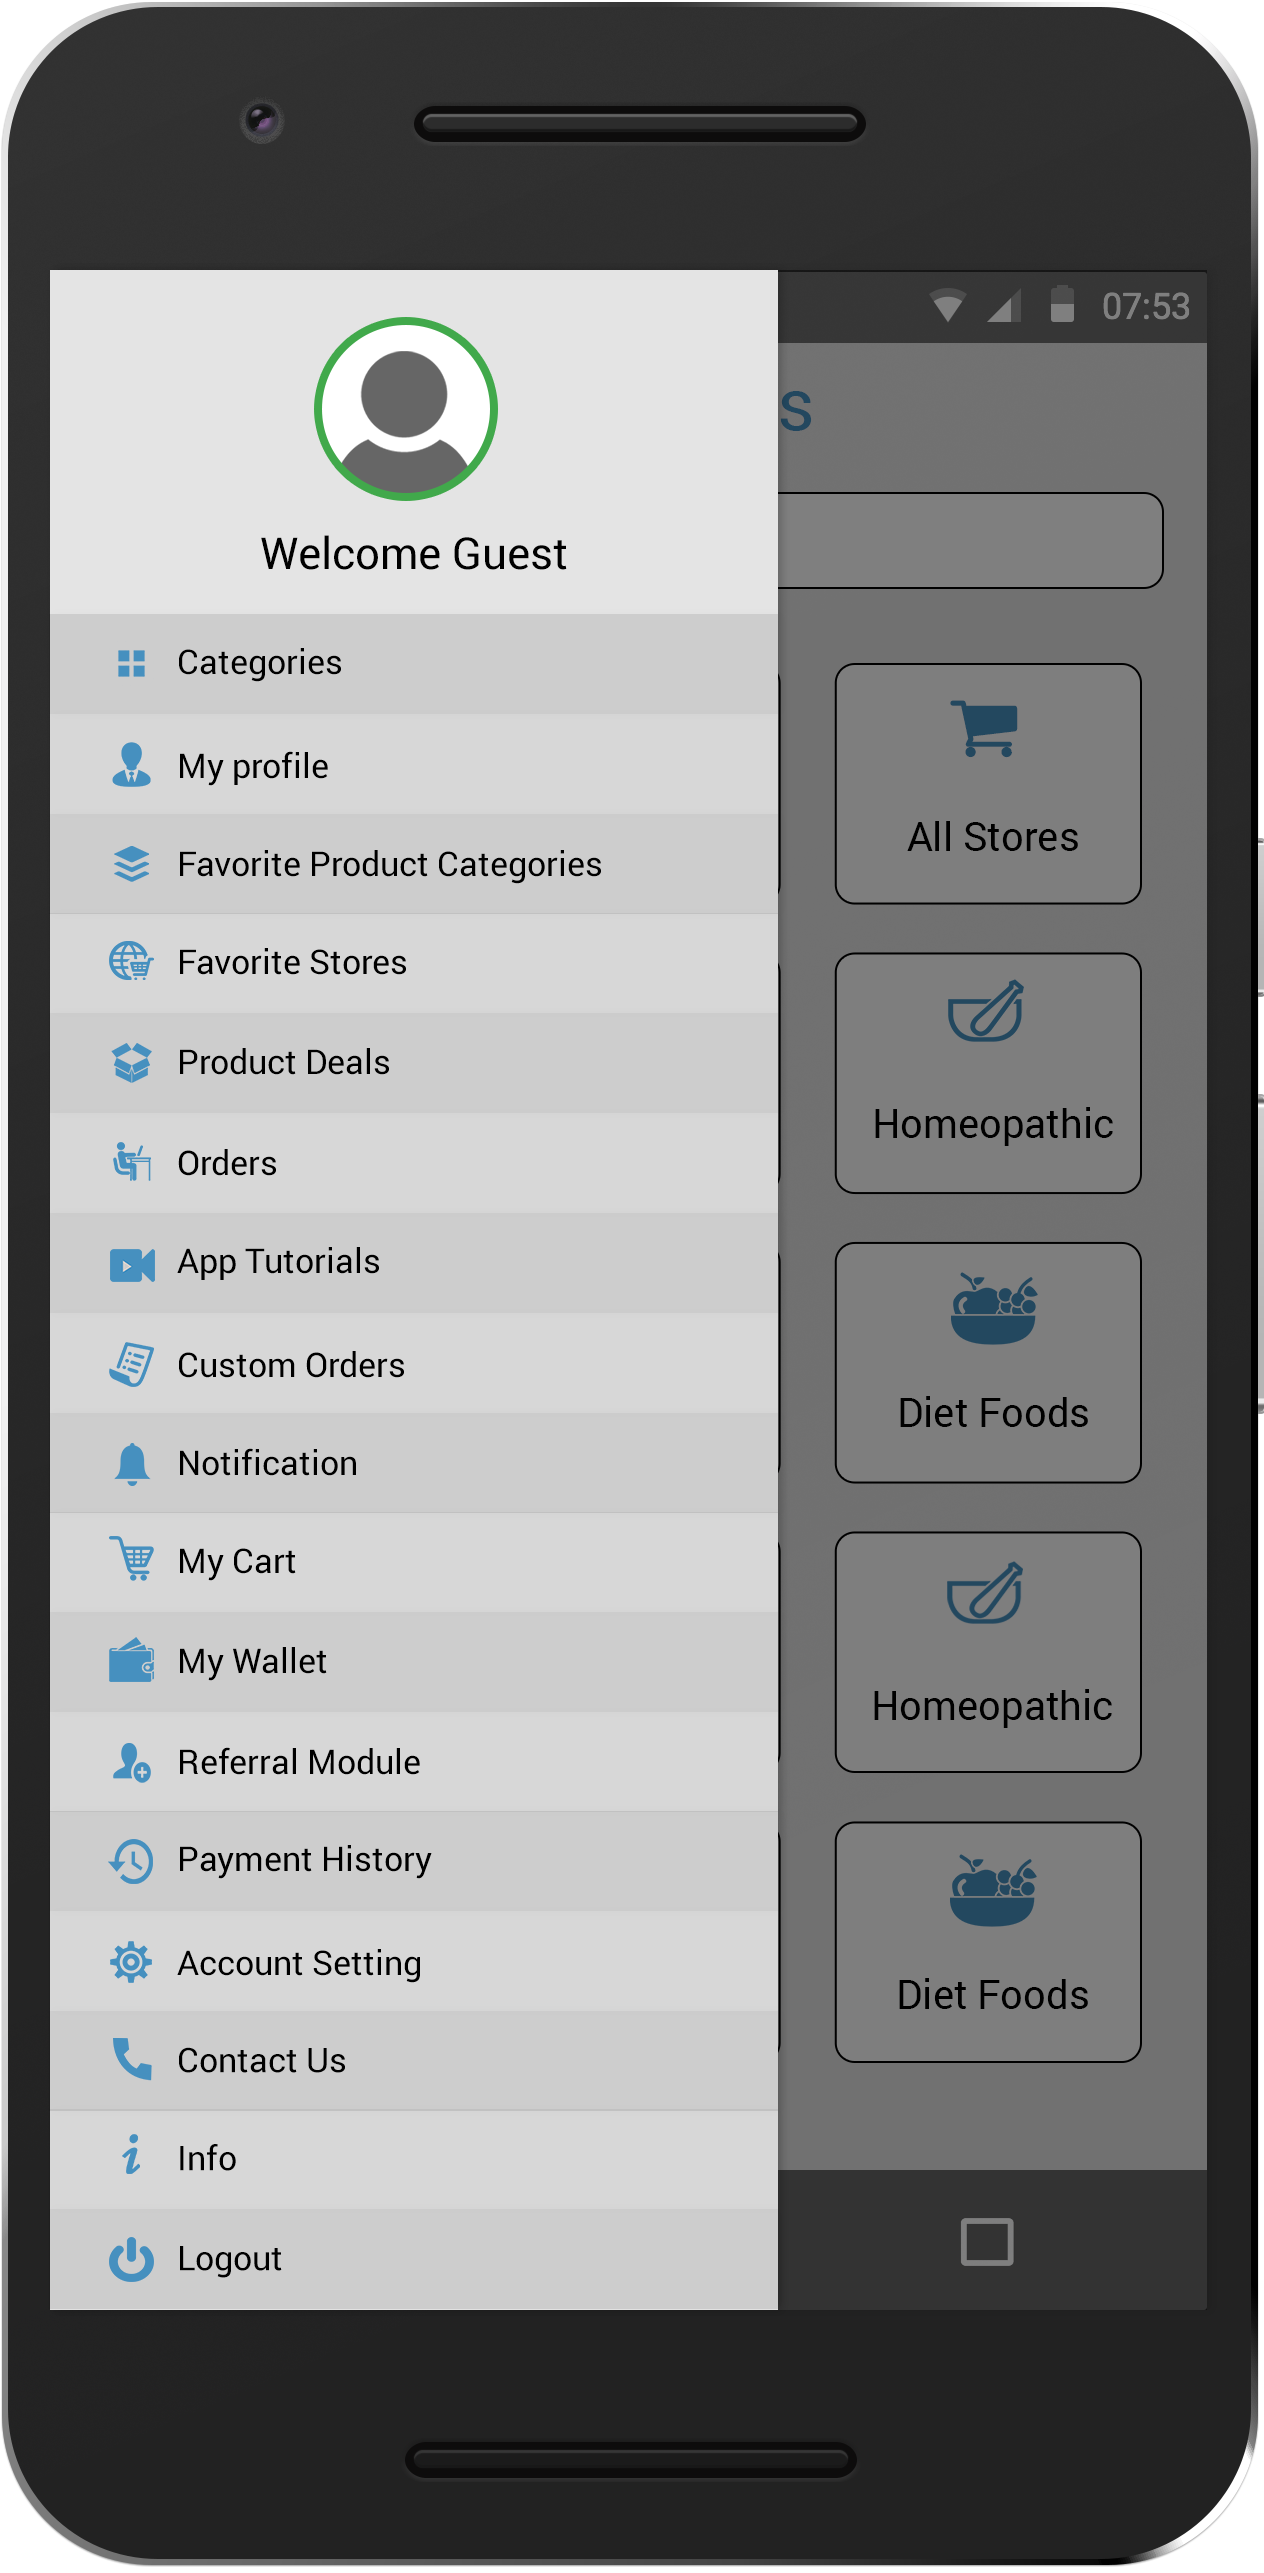 07:53
s
Welcome Guest
Categories
My profile
Favorite Product Categories
Favorite Stores
Product Deals
Orders
App Tutorials
Custom Orders
Notification
My Cart
My Wallet
Referral Module
Payment History
Account Setting
Contact Us
Info
Logout
All Stores
Homeopathic
Diet Foods
Homeopathic
Diet Foods